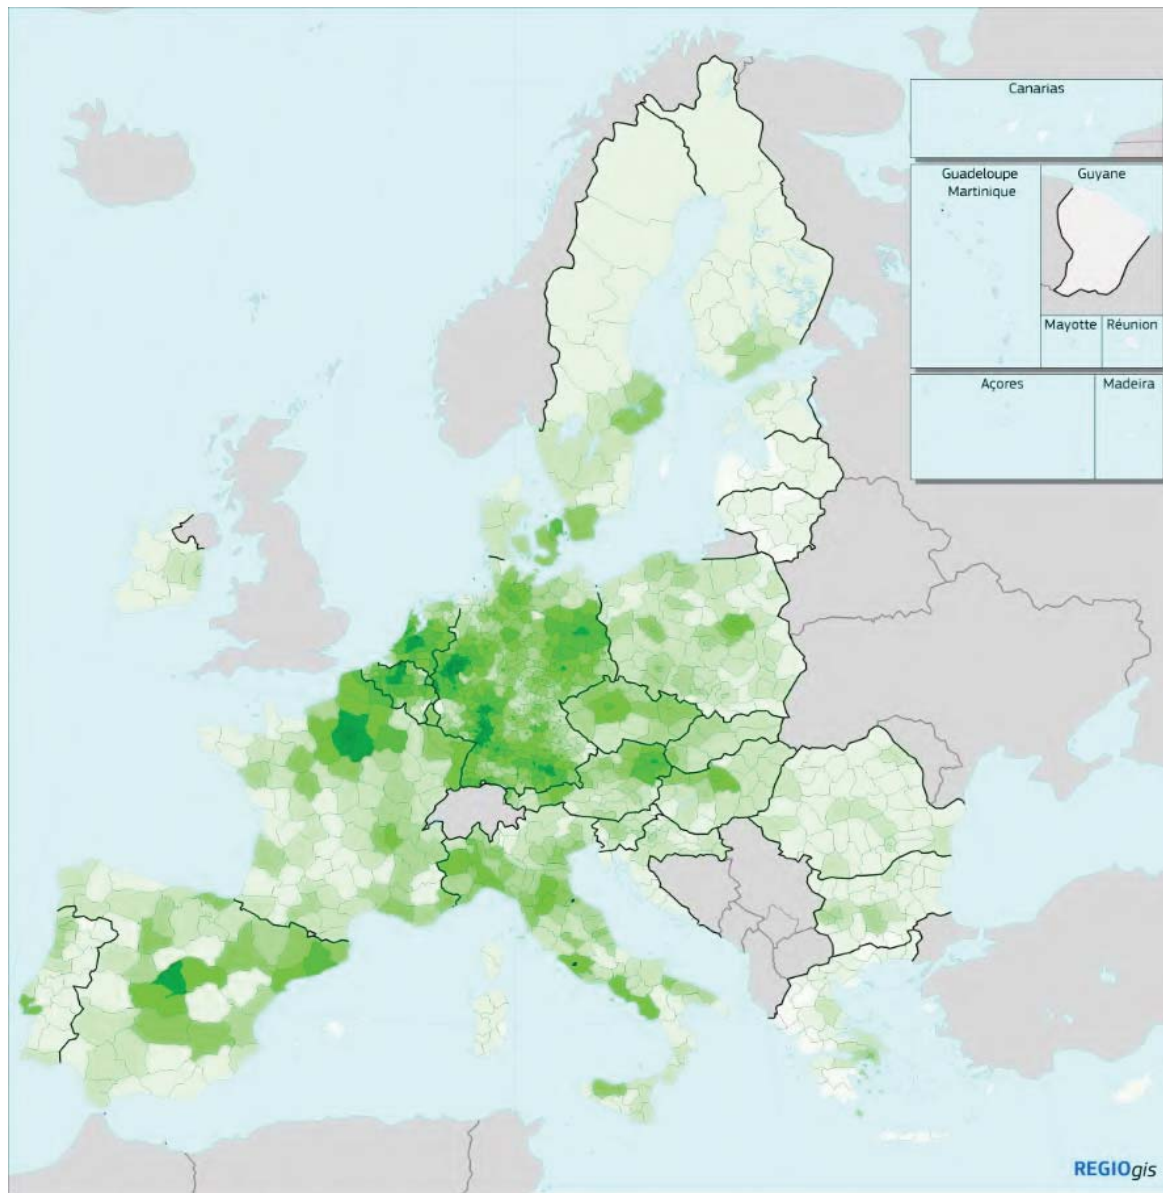 Canarias
Guadeloupe
Martinique
Guyane
Mayotte
Réunion
Açores
Madeira
REGIOgis